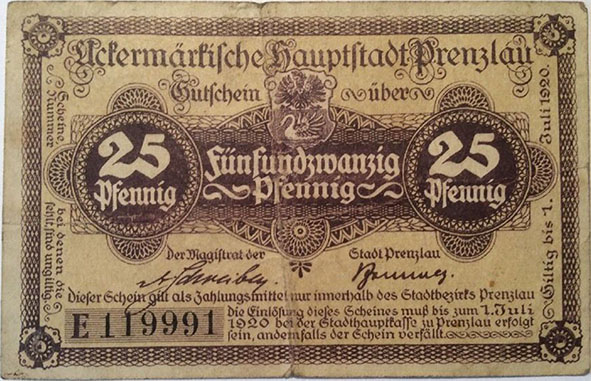 Uckermärkische Hauptstadt Prenzlau
Gutschein über
25 Pfennig
Fünfundzwanzig
Pfennig
25 Pfennig
der Magistrat der Stadt Prenzlau
Dieser Schein gilt als Zahlungsmittel nur innerhalb des Stadtbezirks Prenzlau
E 119991
die Einlösung dieses Scheines muß bis zum 1. Juli
1920 bei der Stadthauptkasse zu Prenzlau erfolgt
sein, andernfalls der Schein verfällt.
Scheine, bei denen die
Nummer fehlt, sind ungültig
Giltig bis 1. Juli 1920.